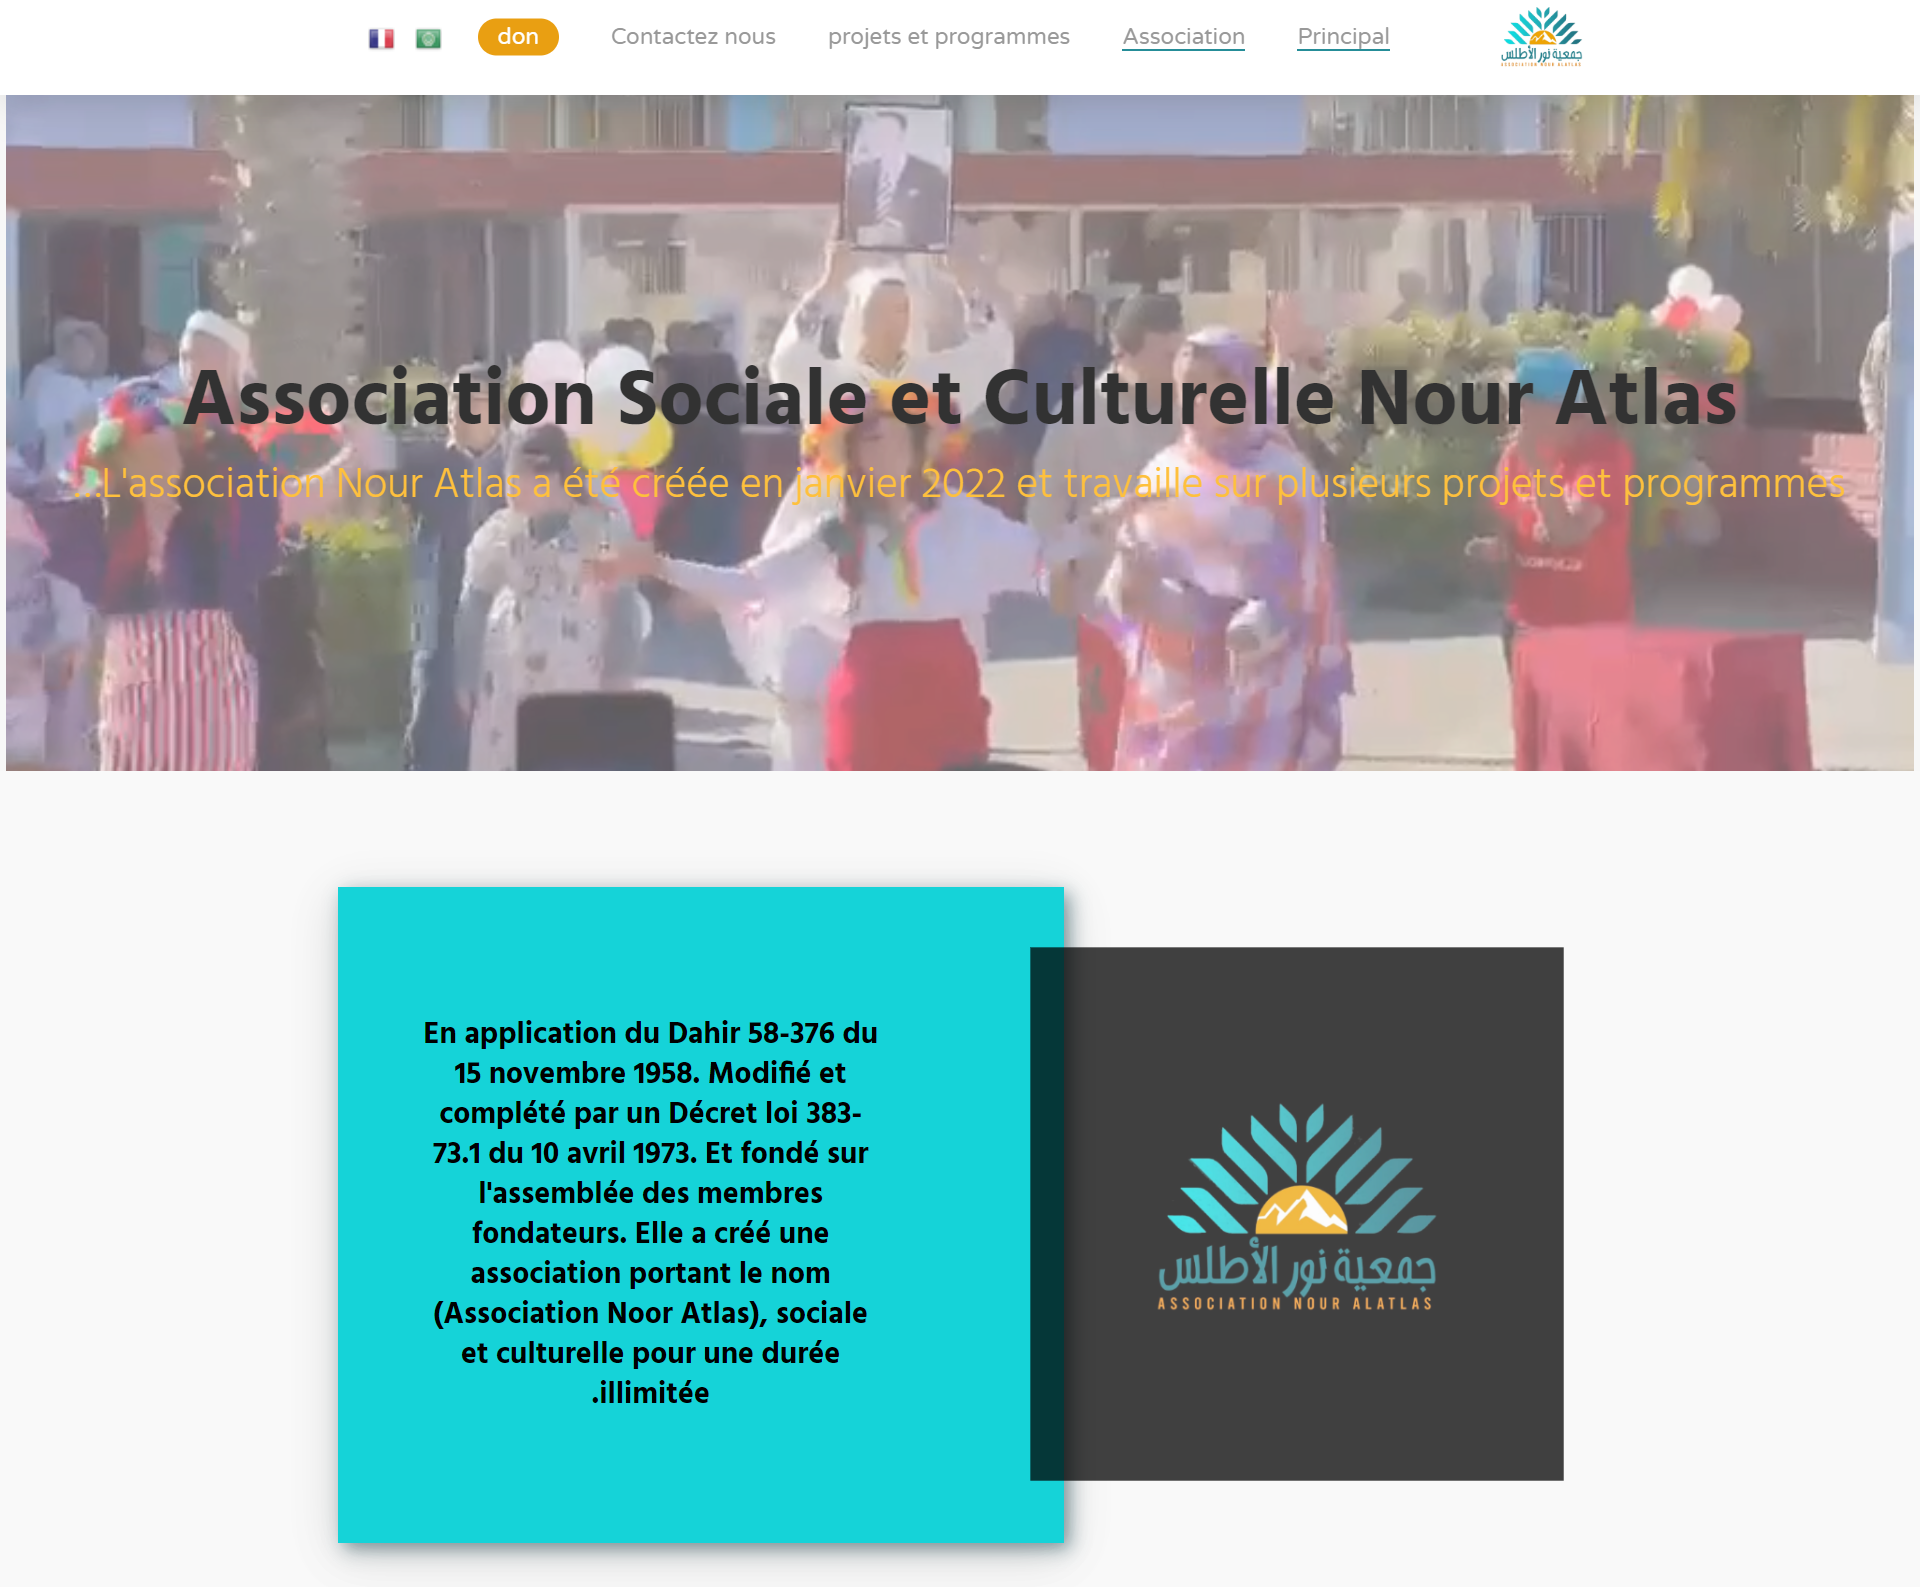 don
Contactez nous
projets et programmes
Association
Principal
جمعية نور الأطلس
ASSOCIATION NOUR ALATLAS
Association Sociale et Culturelle Nour Atlas
...L'association Nour Atlas a été créée en janvier 2022 et travaille sur plusieurs projets et programmes
En application du Dahir 58-376 du
15 novembre 1958. Modifié et
complété par un Décret loi 383-
73.1 du 10 avril 1973. Et fondé sur
l'assemblée des membres
fondateurs. Elle a créé une
association portant le nom
(Association Noor Atlas), sociale
et culturelle pour une durée
.illimitée
جمعية نور الأطلس
ASSOCIATION NOUR ALATLAS